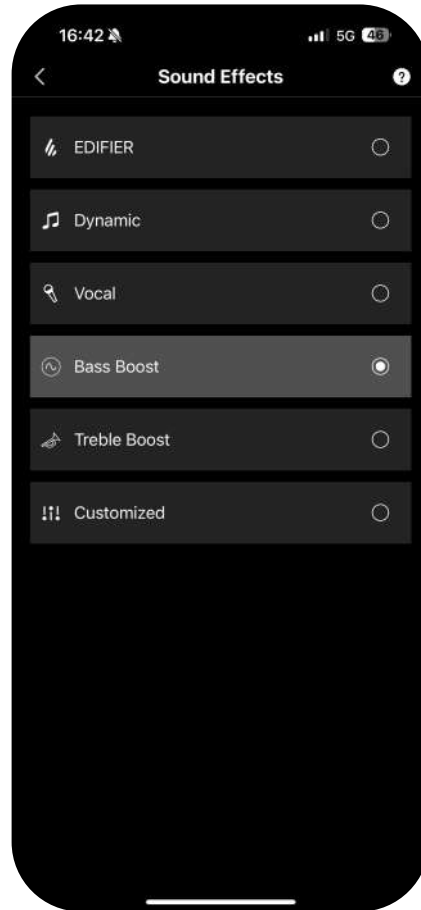 16:42 5G 46
Sound Effects ?
EDIFIER
Dynamic
Vocal
Bass Boost
Treble Boost
Customized